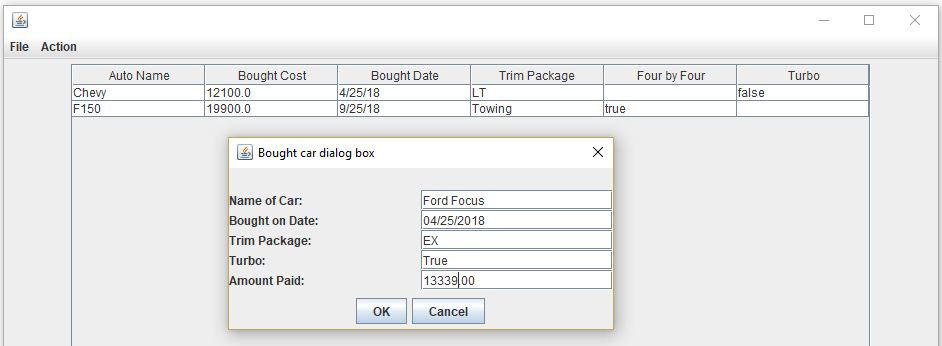 File Action
Auto Name Bought Cost Bought Date Trim Package Four by Four Turbo
Chevy 12100.0 4/25/18 LT false
F150 19900.0 9/25/18 Towing true
Bought car dialog box
Name of Car: Ford Focus
Bought on Date: 04/25/2018
Trim Package: EX
Turbo: True
Amount Paid: 13339.00
OK Cancel